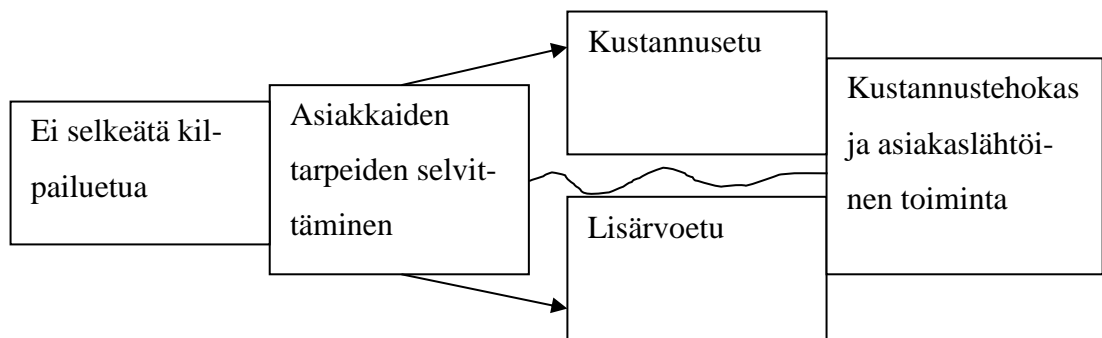 Ei selkeätä kil-
pailuetua
Asiakkaiden
tarpeiden selvit-
täminen
Kustannusetu
Lisärvoetu
Kustannustehokas
ja asiakaslähtöi-
nen toiminta